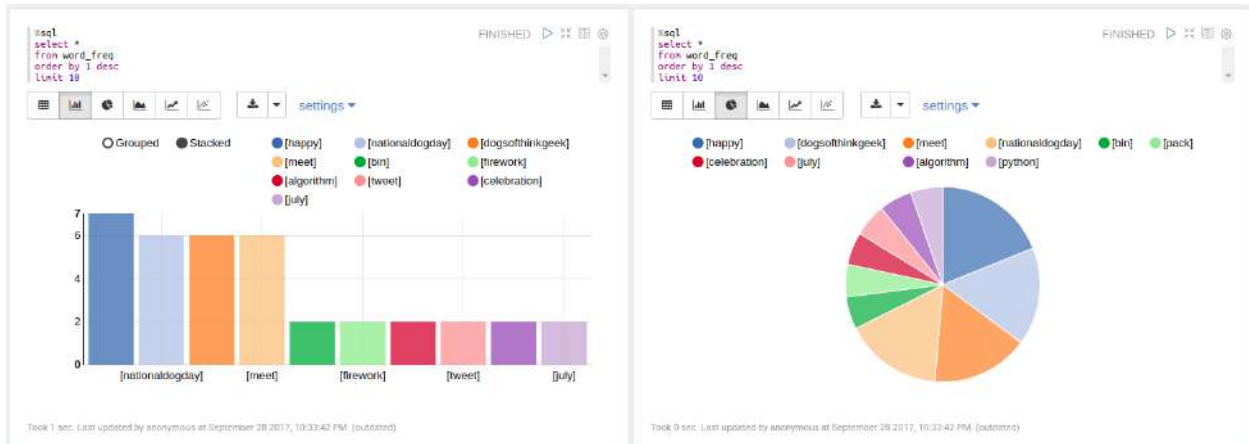 %sql
select *
from word_freq
order by 1 desc
limit 10
FINISHED
settings
Grouped Stacked
[happy] [nationaldogday] [dogsofthinkgeek]
[meet] [bin] [firework]
[algorithm] [tweet] [celebration]
[july]
7
6
4
2
0
[nationaldogday] [meet] [firework] [tweet] [july]
Took 1 sec. Last updated by anonymous at September 28 2017, 10:33:42 PM. (outdated)
%sql
select *
from word_freq
order by 1 desc
limit 10
FINISHED
settings
[happy] [dogsofthinkgeek] [meet] [nationaldogday] [bin] [pack]
[celebration] [july] [algorithm] [python]
Took 0 sec. Last updated by anonymous at September 28 2017, 10:33:42 PM. (outdated)